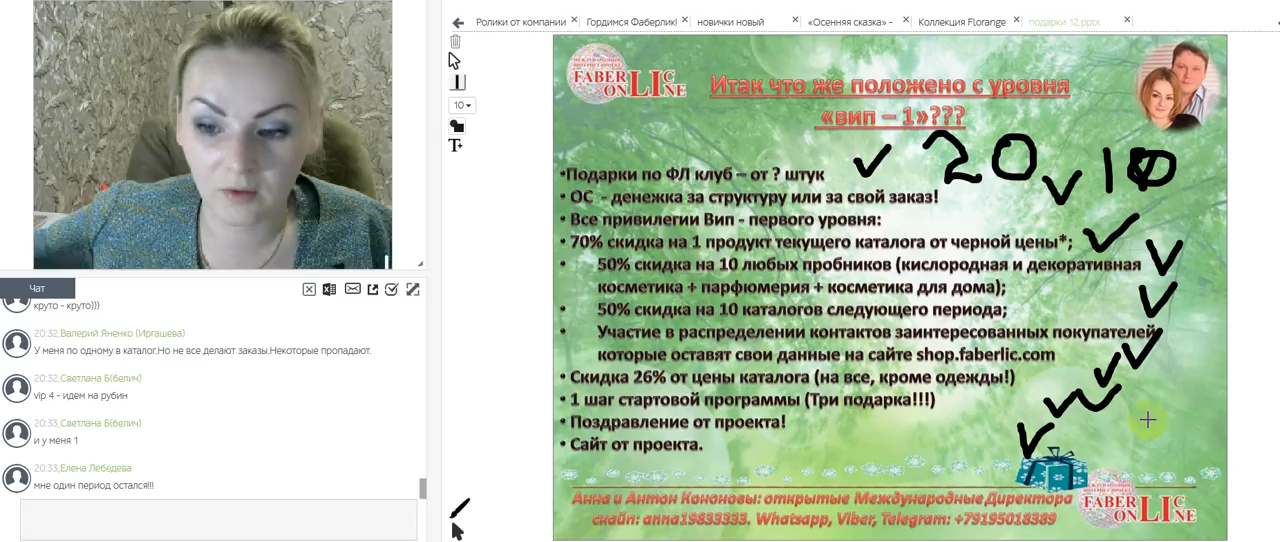 Ролики от компании
Гордимся Фаберлик!
новички новый
«Осенняя сказка» -
Коллекция Florange
подарки 12.pptx
10
T+
МЕЖДУНАРОДНЫЙ
ИНТЕРНЕТ-ПРОЕКТ
FABERLIC
ONLINE
Итак что же положено с уровня
«вип – 1»???
20 10
•Подарки по ФЛ клуб – от ? штук
• ОС - денежка за структуру или за свой заказ!
• Все привилегии Вип - первого уровня:
• 70% скидка на 1 продукт текущего каталога от черной цены*;
• 50% скидка на 10 любых пробников (кислородная и декоративная
косметика + парфюмерия + косметика для дома);
• 50% скидка на 10 каталогов следующего периода;
• Участие в распределении контактов заинтересованных покупателей,
которые оставят свои данные на сайте shop.faberlic.com
• Скидка 26% от цены каталога (на все, кроме одежды!)
• 1 шаг стартовой программы (Три подарка!!!)
• Поздравление от проекта!
• Сайт от проекта.
Анна и Антон Кононовы: открытые Международные Директора
скайп: anna19833333. Whatsapp, Viber, Telegram: +79195018389
FABERLIC
ONLINE
Чат
круто - круто)))
20:32, Валерий Яненко (Иргашева)
У меня по одному в каталог.Но не все делают заказы.Некоторые пропадают.
20:32, Светлана Б(белич)
vip 4 - идем на рубин
20:33, Светлана Б(белич)
и у меня 1
20:33, Елена Лебедева
мне один период остался!!!